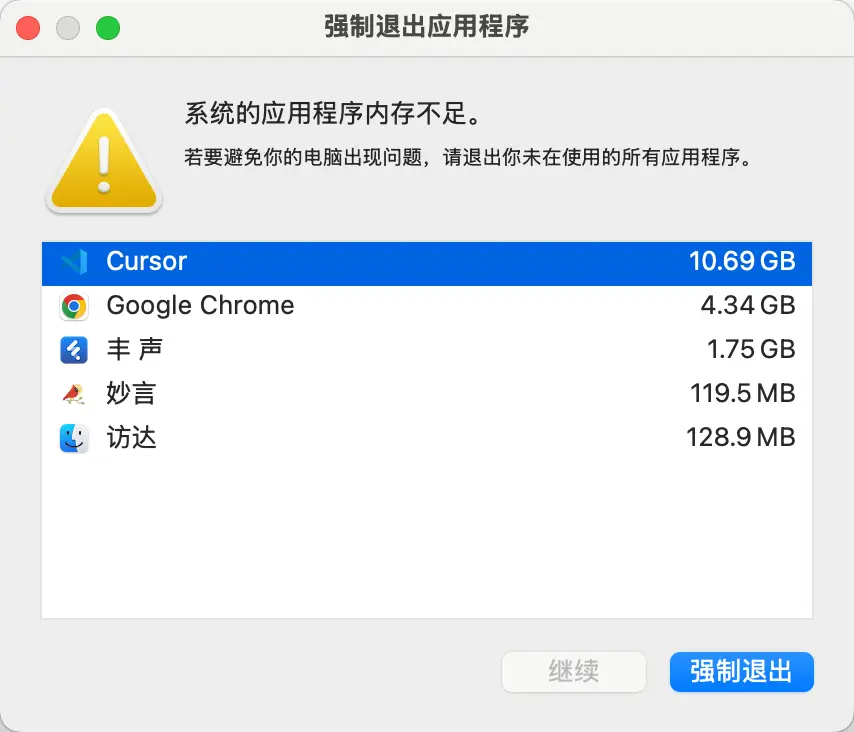 强制退出应用程序
系统的应用程序内存不足。
若要避免你的电脑出现问题，请退出你未在使用的所有应用程序。
Cursor 10.69 GB
Google Chrome 4.34 GB
丰 声 1.75 GB
妙言 119.5 MB
访达 128.9 MB
继续 强制退出